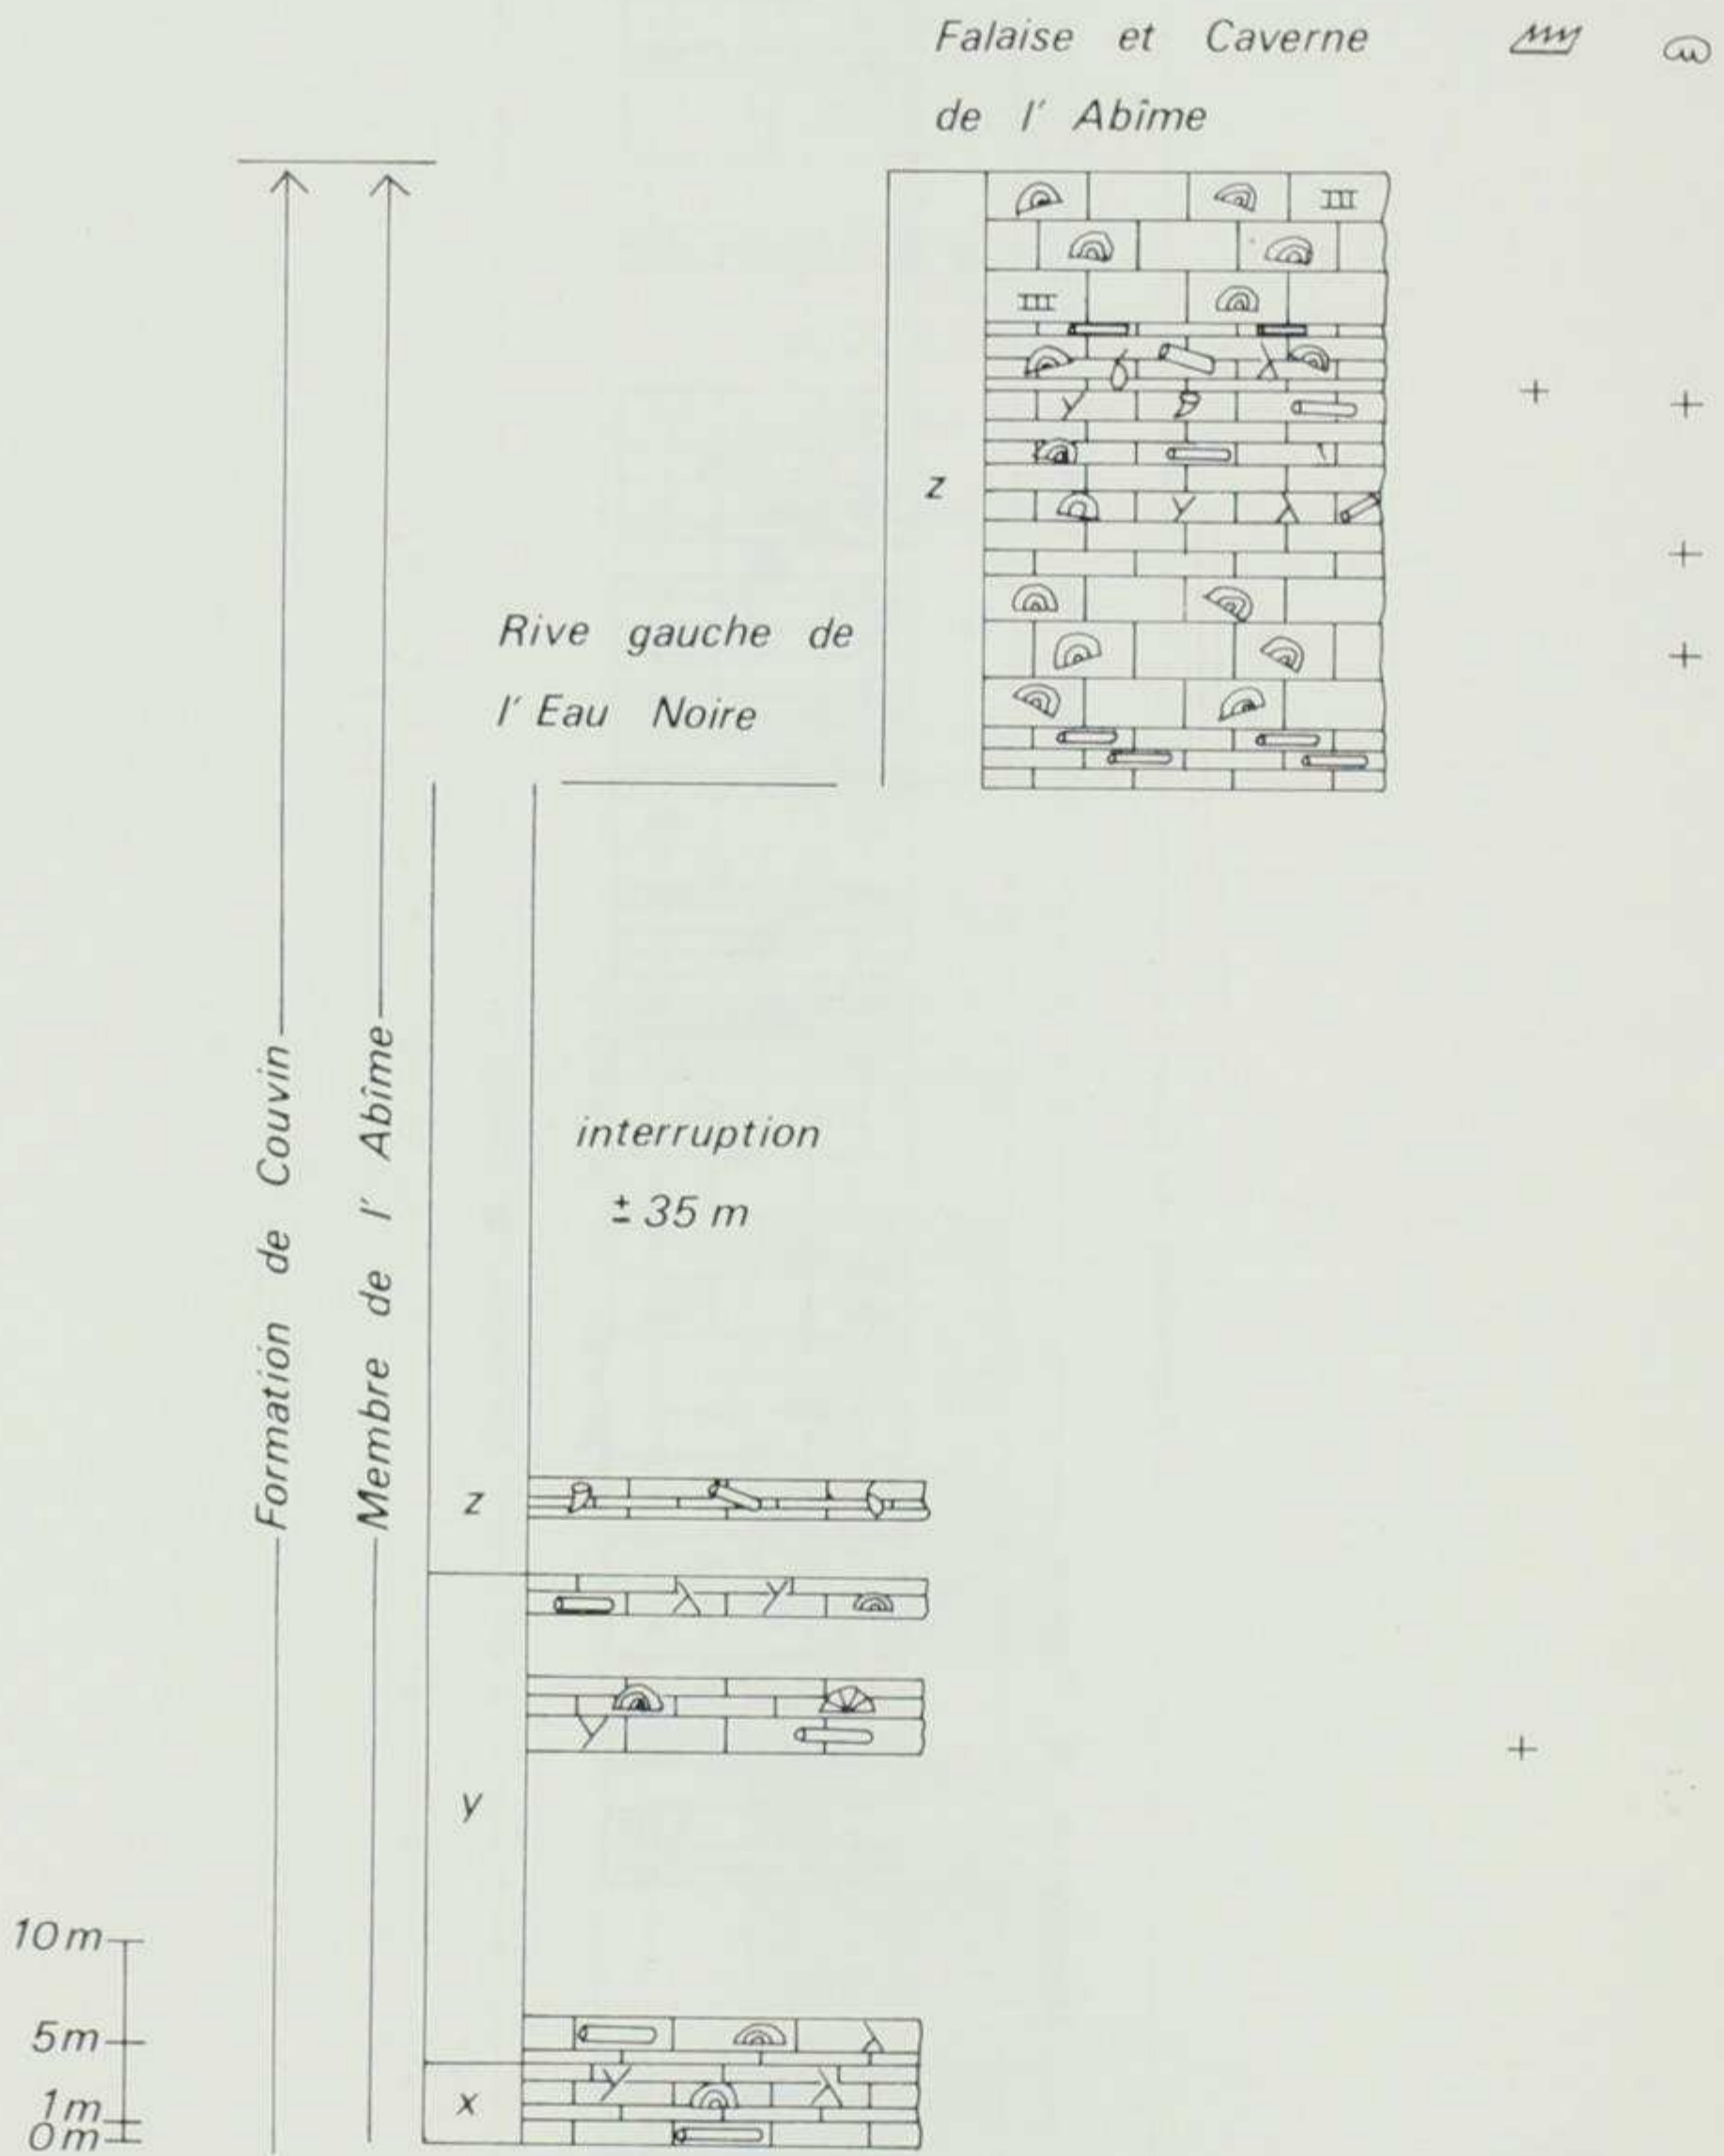 Falaise et Caverne
de l' Abîme
z
Rive gauche de
l' Eau Noire
Formation de Couvin
Membre de l' Abîme
interruption
± 35 m
z
y
x
10 m
5 m
1 m
0 m